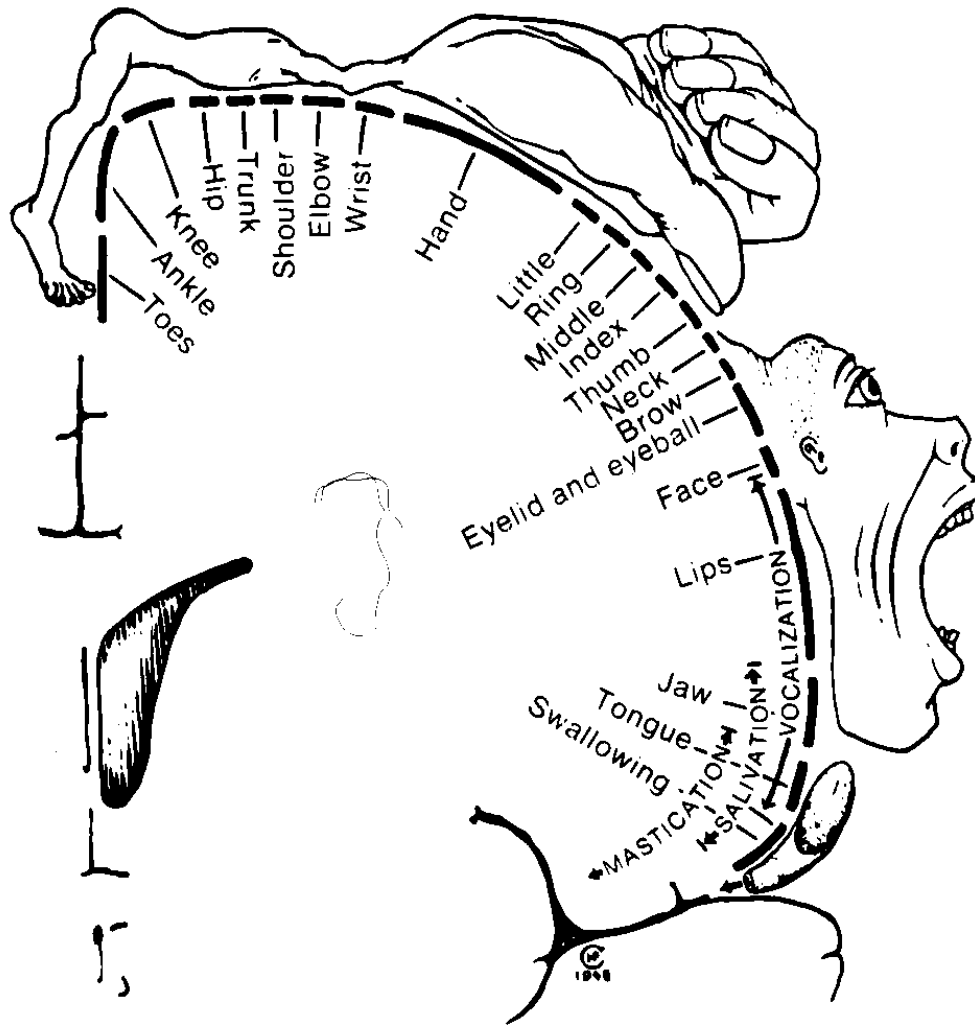 Toes
Ankle
Knee
Hip
Trunk
Shoulder
Elbow
Wrist
Hand
Little
Ring
Middle
Index
Thumb
Neck
Brow
Eyelid and eyeball
Face
Lips
VOCALIZATION
Jaw
Tongue
Swallowing
SALIVATION
MASTICATION